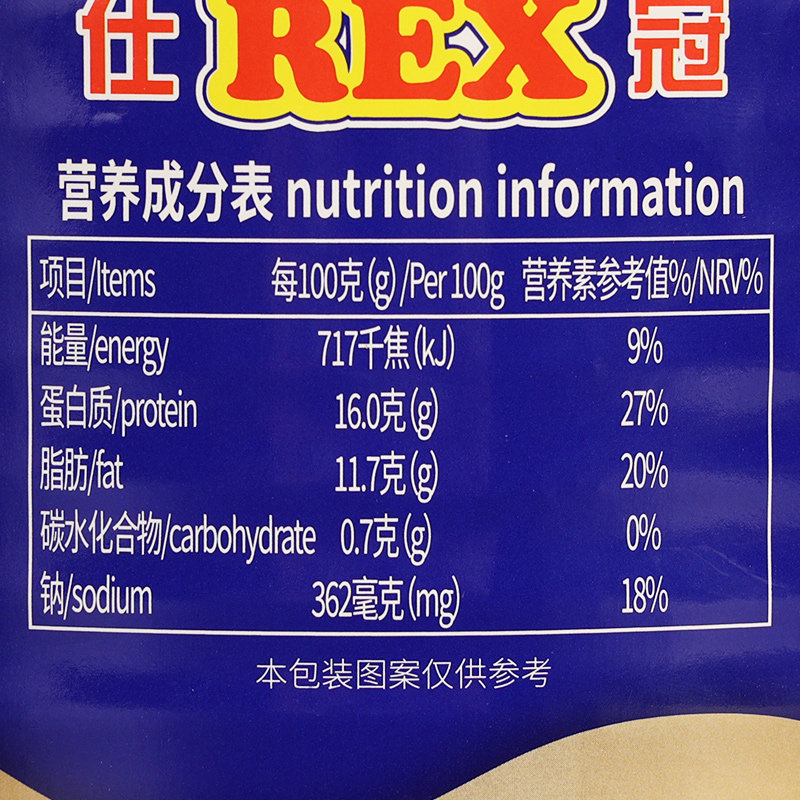 仕 REX 冠
营养成分表 nutrition information
项目/Items 每100克(g)/Per 100g 营养素参考值%/NRV%
能量/energy 717千焦(kJ) 9%
蛋白质/protein 16.0克(g) 27%
脂肪/fat 11.7克(g) 20%
碳水化合物/carbohydrate 0.7克(g) 0%
钠/sodium 362毫克(mg) 18%
本包装图案仅供参考